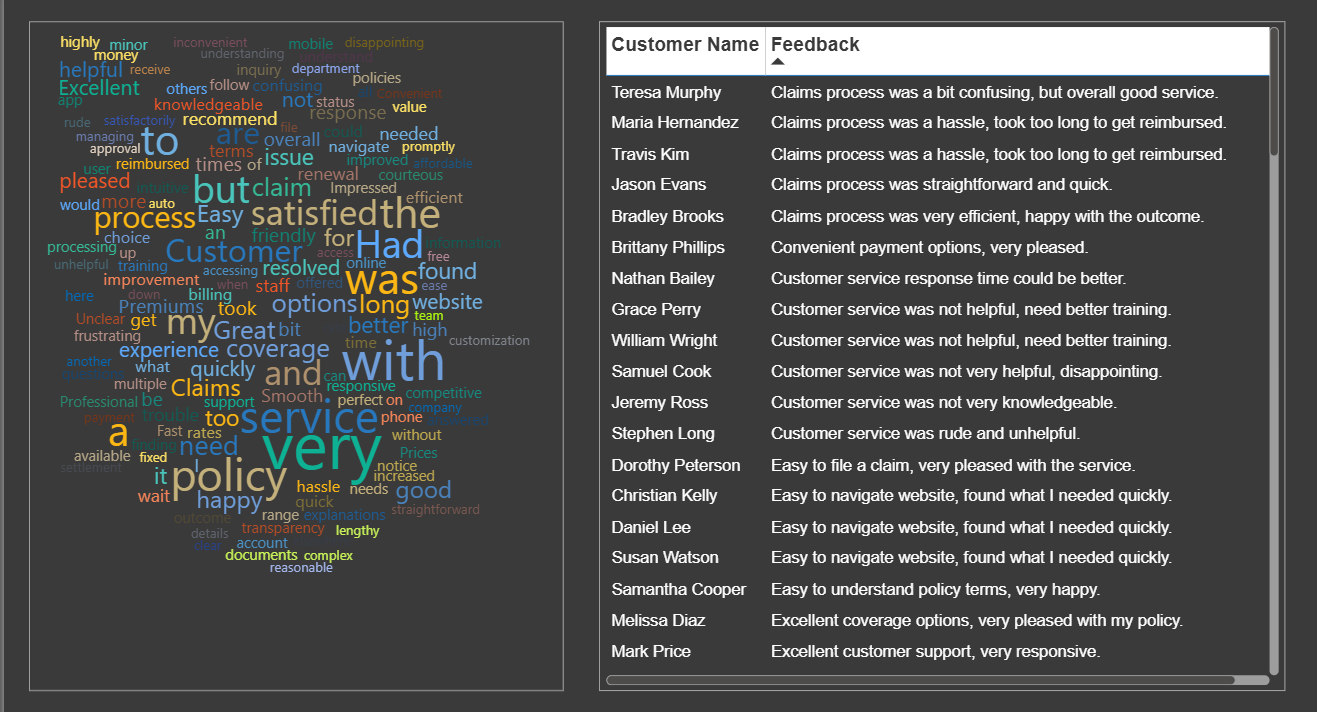 highly minor inconvenient mobile disappointing
money understanding
helpful receive inquiry department policies
Excellent others follow confusing
app knowledgeable not status Convenient
rude satisfactorily recommend response value
managing to are file overall could needed
approval terms issue navigate promptly
user reimbursed times of improved affordable
pleased intuitive but claim renewal courteous
would more auto Impressed efficient
process Easy satisfied the
choice an friendly for Had information
processing up Customer access free
unhelpful training accessing resolved online found
improvement when staff offered was ease
here down billing options long website
Premiums took team
Unclear get my Great bit better high
frustrating time customization
experience coverage with
another what quickly and can
multiple Claims Smooth responsive competitive
Professional be support perfect on company
payment trouble too service phone
a finding Fast rates need very without
available fixed Prices
settlement it I policy notice increased
wait happy hassle needs good
quick straightforward
outcome range explanations
details transparency lengthy
clear account
documents complex
reasonable
Customer Name Feedback
Teresa Murphy Claims process was a bit confusing, but overall good service.
Maria Hernandez Claims process was a hassle, took too long to get reimbursed.
Travis Kim Claims process was a hassle, took too long to get reimbursed.
Jason Evans Claims process was straightforward and quick.
Bradley Brooks Claims process was very efficient, happy with the outcome.
Brittany Phillips Convenient payment options, very pleased.
Nathan Bailey Customer service response time could be better.
Grace Perry Customer service was not helpful, need better training.
William Wright Customer service was not helpful, need better training.
Samuel Cook Customer service was not very helpful, disappointing.
Jeremy Ross Customer service was not very knowledgeable.
Stephen Long Customer service was rude and unhelpful.
Dorothy Peterson Easy to file a claim, very pleased with the service.
Christian Kelly Easy to navigate website, found what I needed quickly.
Daniel Lee Easy to navigate website, found what I needed quickly.
Susan Watson Easy to navigate website, found what I needed quickly.
Samantha Cooper Easy to understand policy terms, very happy.
Melissa Diaz Excellent coverage options, very pleased with my policy.
Mark Price Excellent customer support, very responsive.